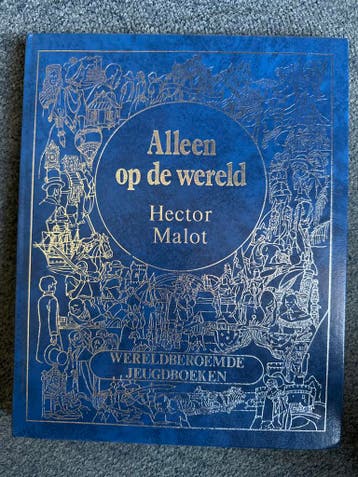 Alleen
op de wereld
Hector
Malot
WERELDBEROEMDE
JEUGDBOEKEN